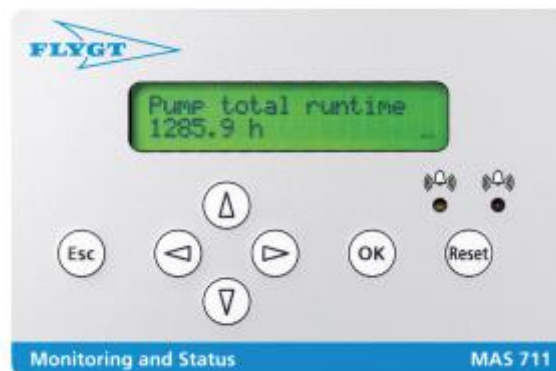 FLYGT
Pump total runtime
1285.9 h _
Esc
OK
Reset
Monitoring and Status MAS 711